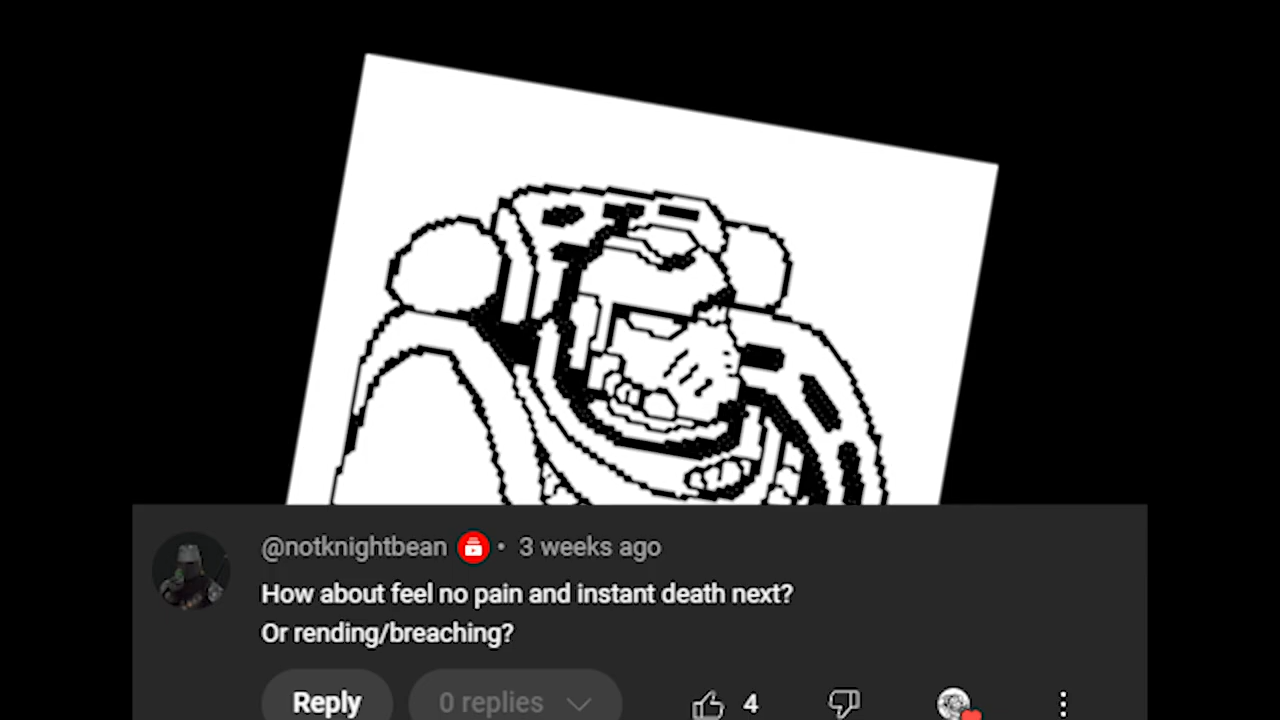 @notknightbean • 3 weeks ago
How about feel no pain and instant death next?
Or rending/breaching?
Reply 0 replies 4